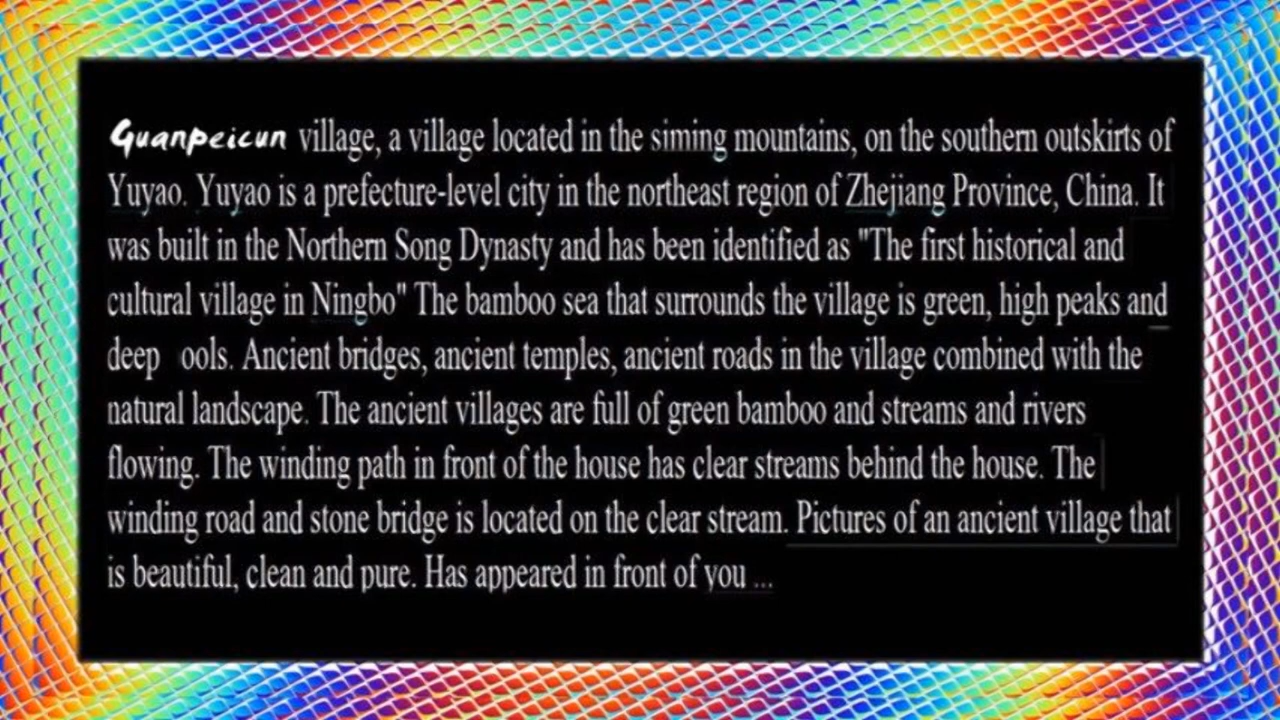 Guanpeicun village, a village located in the siming mountains, on the southern outskirts of
Yuyao. Yuyao is a prefecture-level city in the northeast region of Zhejiang Province, China. It
was built in the Northern Song Dynasty and has been identified as "The first historical and
cultural village in Ningbo" The bamboo sea that surrounds the village is green, high peaks and
deep ools. Ancient bridges, ancient temples, ancient roads in the village combined with the
natural landscape. The ancient villages are full of green bamboo and streams and rivers
flowing. The winding path in front of the house has clear streams behind the house. The
winding road and stone bridge is located on the clear stream. Pictures of an ancient village that
is beautiful, clean and pure. Has appeared in front of you ...